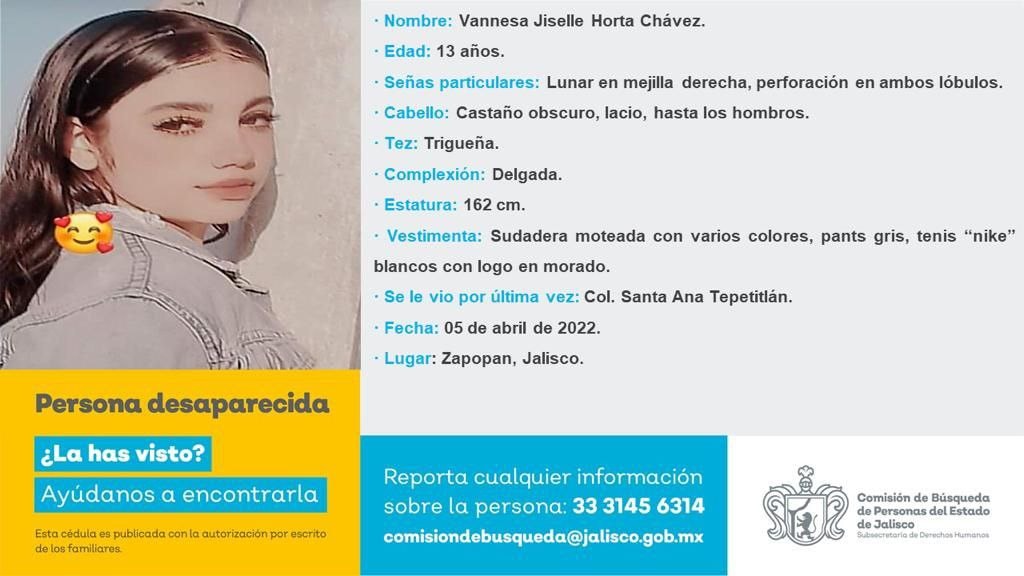 · Nombre: Vannesa Jiselle Horta Chávez.
· Edad: 13 años.
· Señas particulares: Lunar en mejilla derecha, perforación en ambos lóbulos.
· Cabello: Castaño obscuro, lacio, hasta los hombros.
· Tez: Trigueña.
· Complexión: Delgada.
· Estatura: 162 cm.
· Vestimenta: Sudadera moteada con varios colores, pants gris, tenis “nike”
blancos con logo en morado.
· Se le vio por última vez: Col. Santa Ana Tepetitlán.
· Fecha: 05 de abril de 2022.
· Lugar: Zapopan, Jalisco.
Persona desaparecida
¿La has visto?
Ayúdanos a encontrarla
Esta cédula es publicada con la autorización por escrito
de los familiares.
Reporta cualquier información
sobre la persona: 33 3145 6314
comisiondebusqueda@jalisco.gob.mx
Comisión de Búsqueda
de Personas del Estado
de Jalisco
Subsecretaría de Derechos Humanos